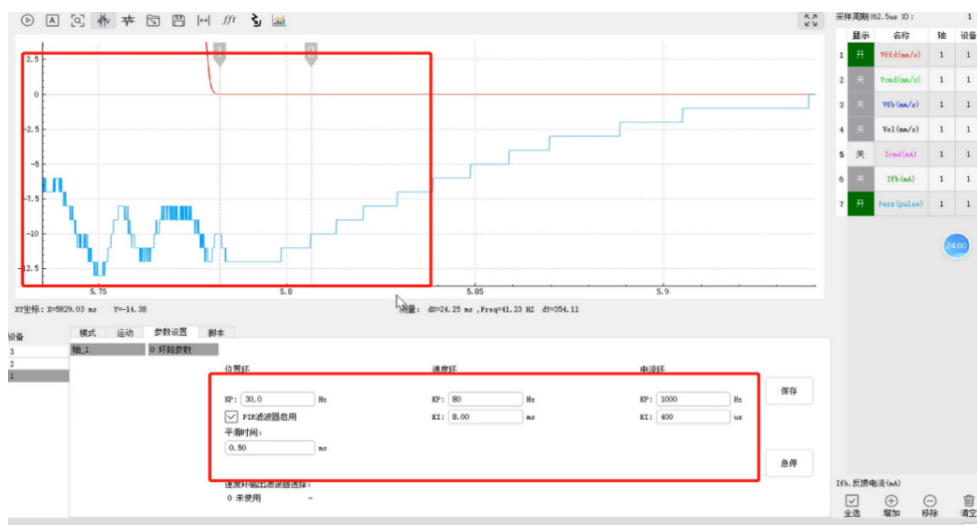 fft
采样周期(62.5us X): 1
显示 名称 轴 设备
1 开 Vffd(mm/s) 1 1
2 关 Vcmd(mm/s) 1 1
3 关 Vfb(mm/s) 1 1
4 关 Vel(mm/s) 1 1
5 关 Icmd(mA) 1 1
6 关 Ifb(mA) 1 1
7 开 Perr(pulse) 1 1
24:00
2.5
0
-2.5
-5
-7.5
-10
-12.5
5.75 5.8 5.85 5.9
XY坐标: X=5829.03 ms Y=-14.38
测量: dX=24.25 ms ,Freq=41.23 HZ dY=354.11
设备
3
2
1
模式 运动 参数设置 脚本
轴_1 0 环路参数
位置环 速度环 电流环
KP: 30.0 Hz KP: 80 Hz KP: 1000 Hz
FIR滤波器启用 KI: 8.00 ms KI: 400 us
平滑时间:
0.50 ms
速度环输出滤波器选择:
0 未使用
保存
急停
Ifb.反馈电流(mA)
全选 增加 移除 清空